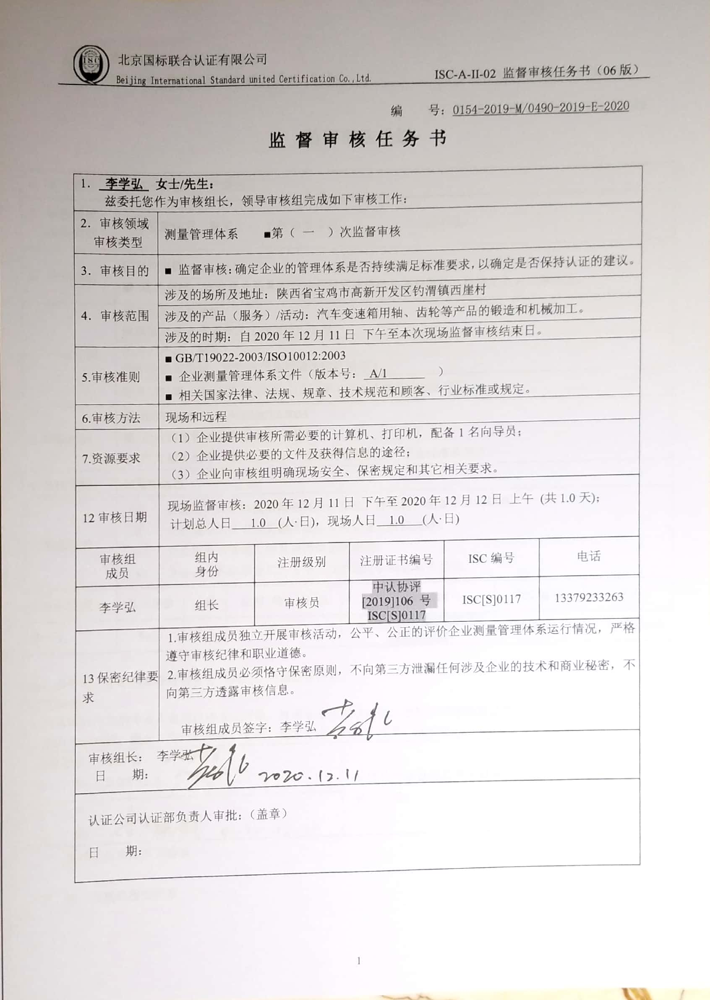 ISC
北京国标联合认证有限公司
Beijing International Standard united Certification Co.,Ltd.
ISC-A-II-02 监督审核任务书（06 版）
编 号：0154-2019-M/0490-2019-E-2020
监督审核任务书
1. 李学弘 女士/先生：
兹委托您作为审核组长，领导审核组完成如下审核工作：
2. 审核领域
审核类型
测量管理体系 ■第（ 一 ）次监督审核
3. 审核目的
■ 监督审核：确定企业的管理体系是否持续满足标准要求，以确定是否保持认证的建议。
4. 审核范围
涉及的场所及地址：陕西省宝鸡市高新开发区钓渭镇西崖村
涉及的产品（服务）/活动：汽车变速箱用轴、齿轮等产品的锻造和机械加工。
涉及的时期：自 2020 年 12 月 11 日 下午至本次现场监督审核结束日。
5.审核准则
■ GB/T19022-2003/ISO10012:2003
■ 企业测量管理体系文件（版本号： A/1 ）
■ 相关国家法律、法规、规章、技术规范和顾客、行业标准或规定。
6.审核方法
现场和远程
7.资源要求
（1）企业提供审核所需必要的计算机、打印机，配备 1 名向导员；
（2）企业提供必要的文件及获得信息的途径；
（3）企业向审核组明确现场安全、保密规定和其它相关要求。
12 审核日期
现场监督审核：2020 年 12 月 11 日 下午至 2020 年 12 月 12 日 上午 (共 1.0 天)；
计划总人日 1.0 (人·日)，现场人日 1.0 (人·日)
审核组
成员
组内
身份
注册级别
注册证书编号
ISC 编号
电话
李学弘
组长
审核员
中认协评
[2019]106 号
ISC[S]0117
ISC[S]0117
13379233263
13 保密纪律要
求
1.审核组成员独立开展审核活动，公平、公正的评价企业测量管理体系运行情况，严格
遵守审核纪律和职业道德。
2.审核组成员必须恪守保密原则，不向第三方泄漏任何涉及企业的技术和商业秘密，不
向第三方透露审核信息。
审核组成员签字：李学弘
审核组长： 李学弘
日 期： 2020.12.11
认证公司认证部负责人审批：（盖章）
日 期：
1